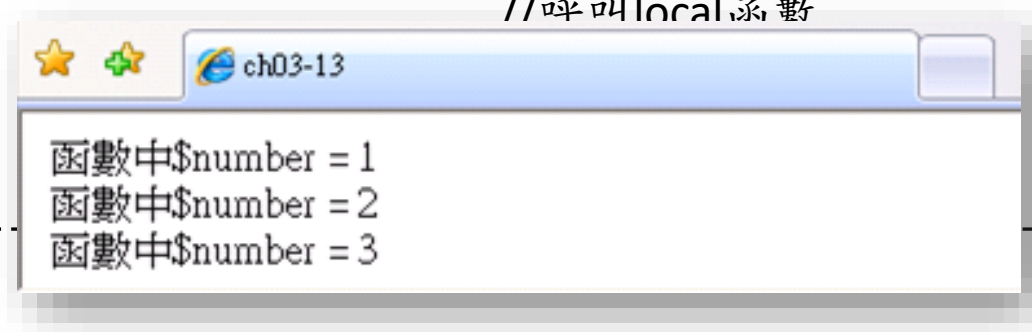 //呼叫local函數
ch03-13
函數中$number = 1
函數中$number = 2
函數中$number = 3